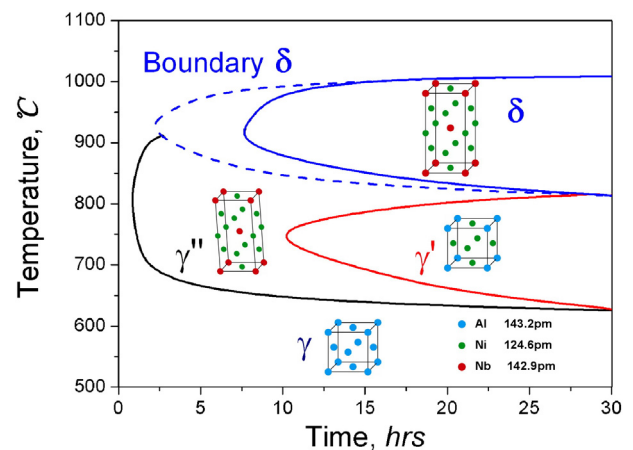 1100
1000
900
800
700
600
500
Temperature, ℃
Boundary δ
δ
γ"
γ'
γ
Al 143.2pm
Ni 124.6pm
Nb 142.9pm
0 5 10 15 20 25 30
Time, hrs